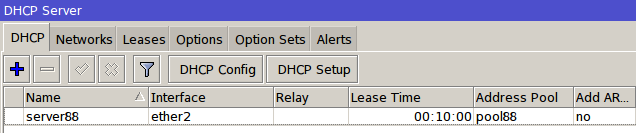 DHCP Server
DHCP Networks Leases Options Option Sets Alerts
DHCP Config DHCP Setup
Name Interface Relay Lease Time Address Pool Add AR...
server88 ether2 00:10:00 pool88 no